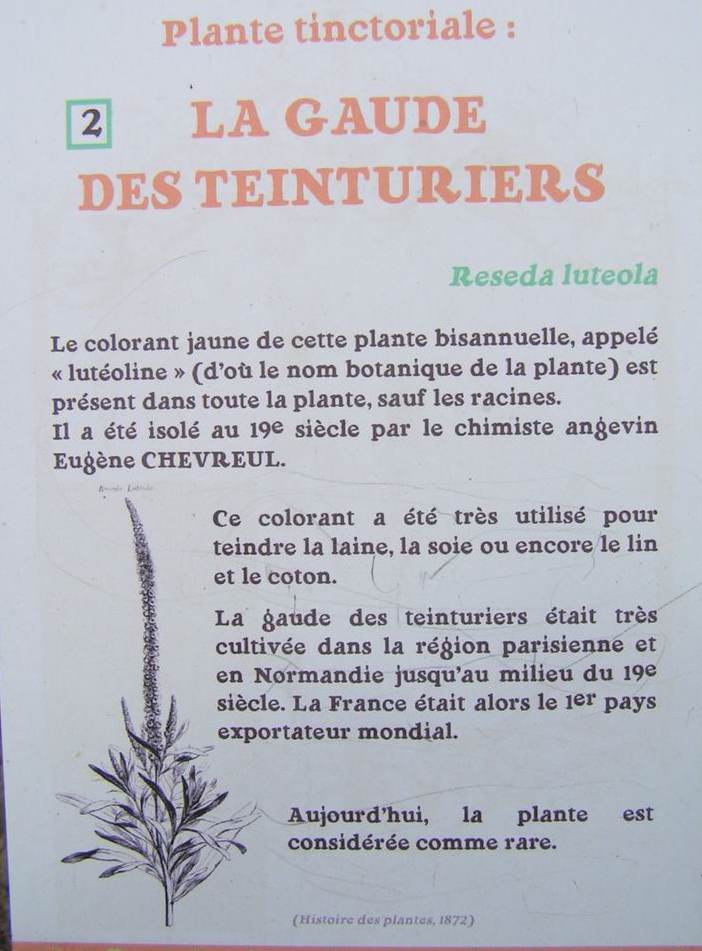 Plante tinctoriale :
2
LA GAUDE
DES TEINTURIERS
Reseda luteola
Le colorant jaune de cette plante bisannuelle, appelé
« lutéoline » (d'où le nom botanique de la plante) est
présent dans toute la plante, sauf les racines.
Il a été isolé au 19e siècle par le chimiste angevin
Eugène CHEVREUL.
Ce colorant a été très utilisé pour
teindre la laine, la soie ou encore le lin
et le coton.
La gaude des teinturiers était très
cultivée dans la région parisienne et
en Normandie jusqu'au milieu du 19e
siècle. La France était alors le 1er pays
exportateur mondial.
Aujourd'hui, la plante est
considérée comme rare.
(Histoire des plantes, 1872)